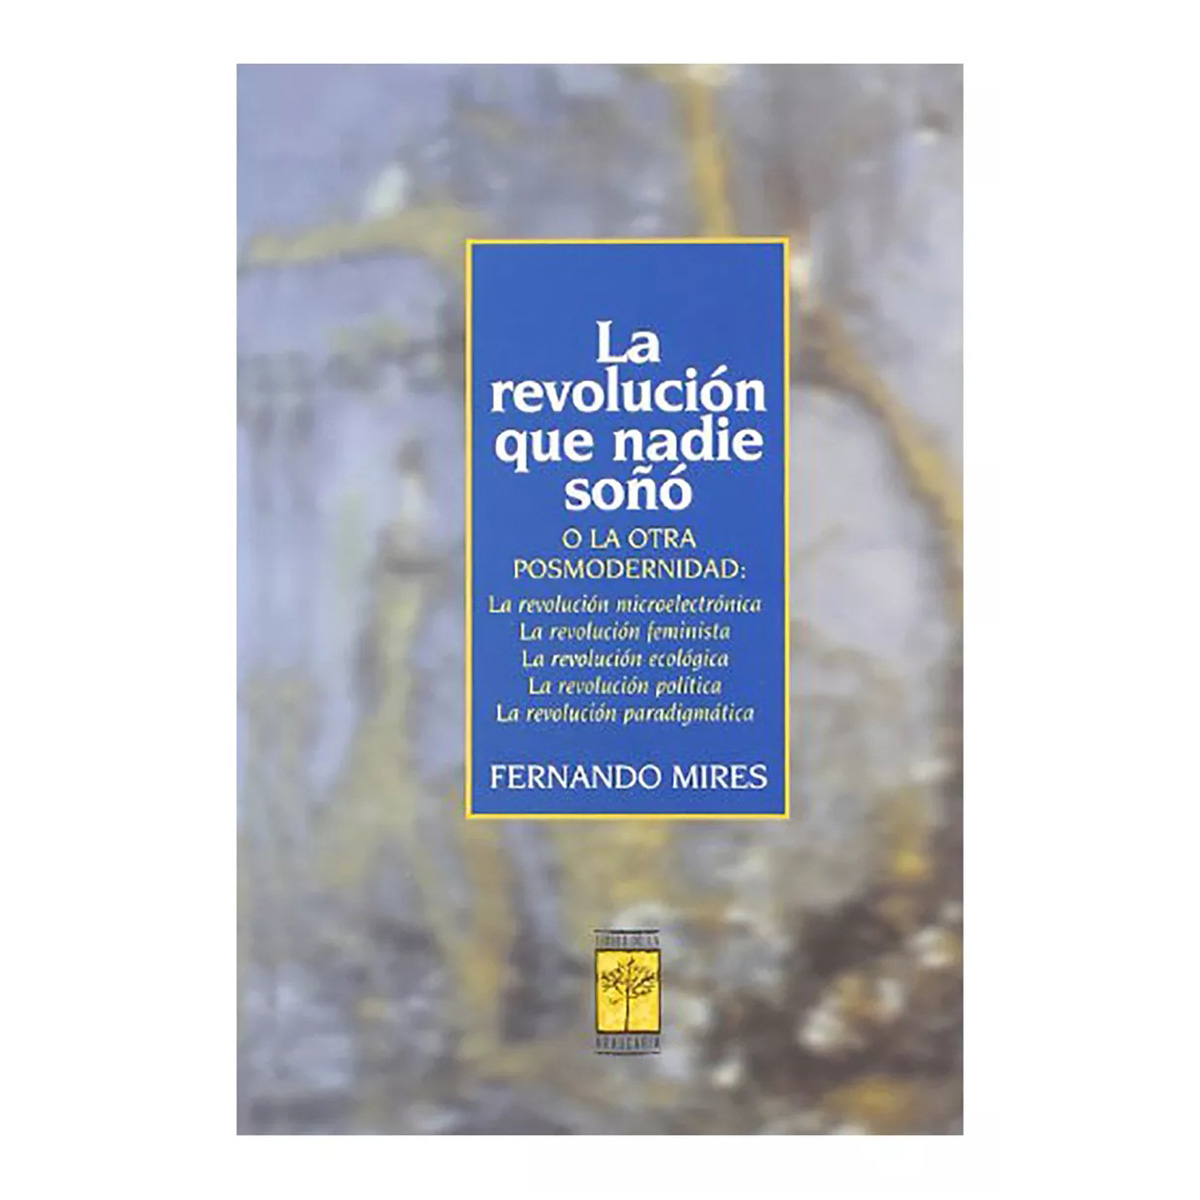 La
revolución
que nadie
soñó
O LA OTRA
POSMODERNIDAD:
La revolución microelectrónica
La revolución feminista
La revolución ecológica
La revolución política
La revolución paradigmática
FERNANDO MIRES
ARAUCARIA